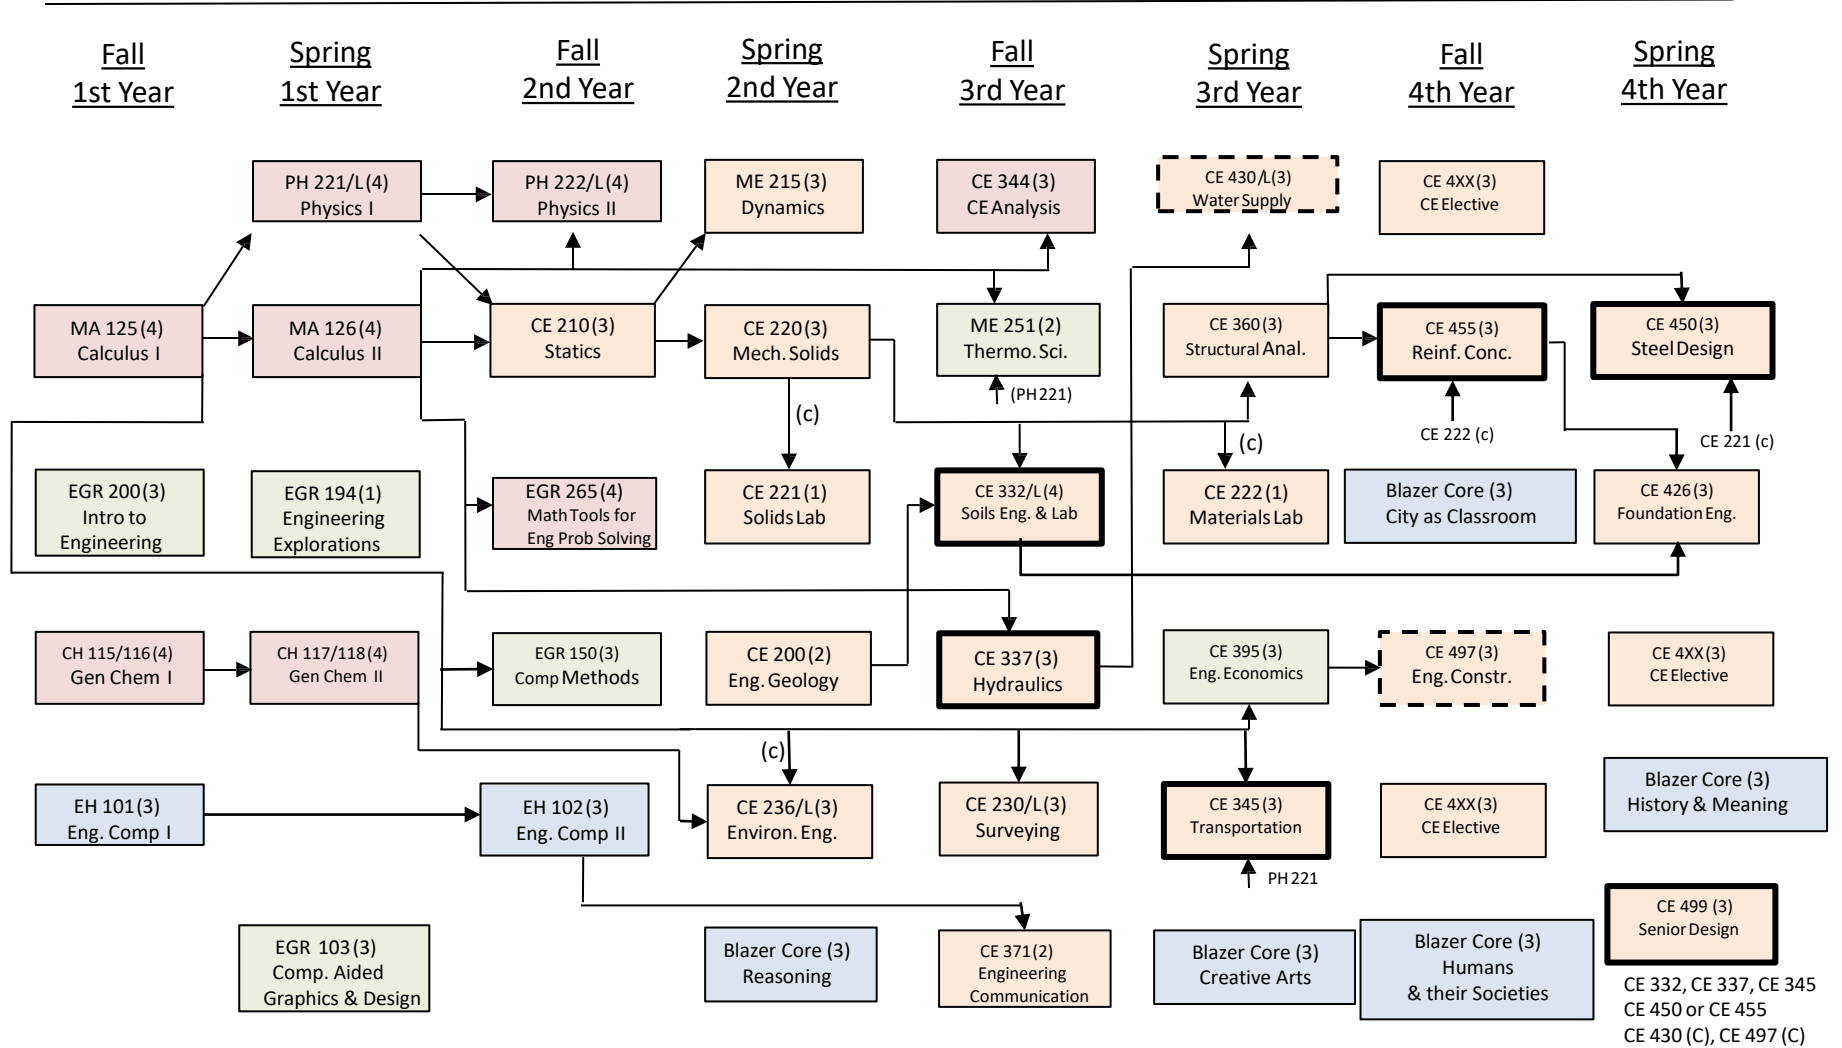 Fall
1st Year
Spring
1st Year
Fall
2nd Year
Spring
2nd Year
Fall
3rd Year
Spring
3rd Year
Fall
4th Year
Spring
4th Year
PH 221/L(4)
Physics I
PH 222/L(4)
Physics II
ME 215(3)
Dynamics
CE 344(3)
CE Analysis
CE 430/L(3)
Water Supply
CE 4XX(3)
CE Elective
MA 125(4)
Calculus I
MA 126(4)
Calculus II
CE 210(3)
Statics
CE 220(3)
Mech. Solids
ME 251(2)
Thermo. Sci.
CE 360(3)
Structural Anal.
CE 455(3)
Reinf. Conc.
CE 450(3)
Steel Design
(PH 221)
(c)
(c)
CE 222 (c)
CE 221 (c)
EGR 200(3)
Intro to
Engineering
EGR 194(1)
Engineering
Explorations
EGR 265(4)
Math Tools for
Eng Prob Solving
CE 221(1)
Solids Lab
CE 332/L(4)
Soils Eng. & Lab
CE 222(1)
Materials Lab
Blazer Core (3)
City as Classroom
CE 426(3)
Foundation Eng.
CH 115/116(4)
Gen Chem I
CH 117/118(4)
Gen Chem II
EGR 150(3)
Comp Methods
CE 200(2)
Eng. Geology
CE 337(3)
Hydraulics
CE 395(3)
Eng. Economics
CE 497(3)
Eng. Constr.
CE 4XX(3)
CE Elective
(c)
EH 101(3)
Eng. Comp I
EH 102(3)
Eng. Comp II
CE 236/L(3)
Environ. Eng.
CE 230/L(3)
Surveying
CE 345(3)
Transportation
CE 4XX(3)
CE Elective
Blazer Core (3)
History & Meaning
PH 221
EGR 103(3)
Comp. Aided
Graphics & Design
Blazer Core (3)
Reasoning
CE 371(2)
Engineering
Communication
Blazer Core (3)
Creative Arts
Blazer Core (3)
Humans
& their Societies
CE 499 (3)
Senior Design
CE 332, CE 337, CE 345
CE 450 or CE 455
CE 430 (C), CE 497 (C)